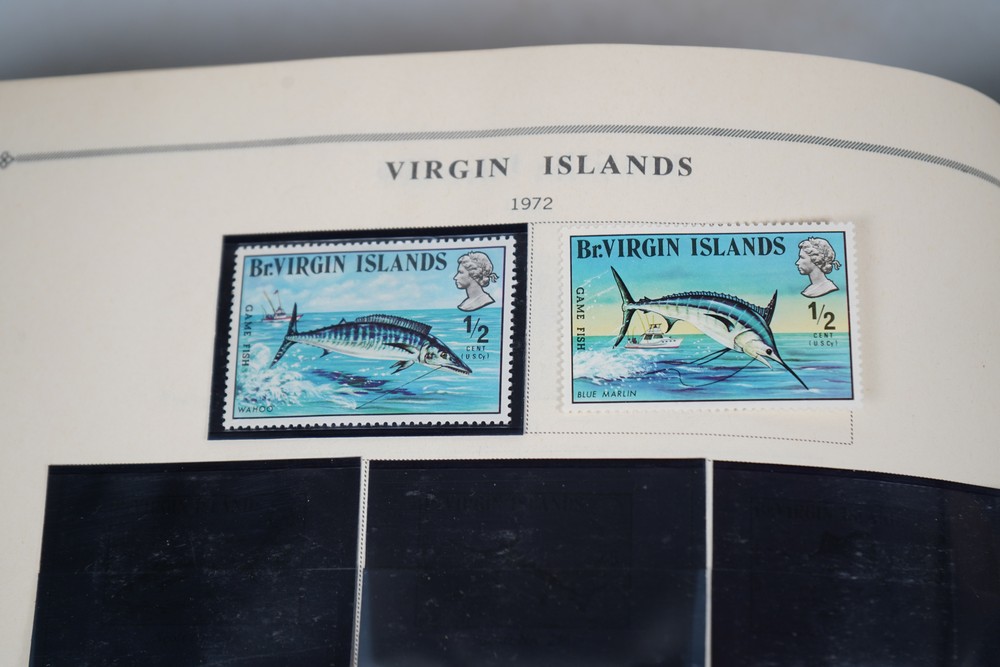 VIRGIN ISLANDS
1972
Br. VIRGIN ISLANDS
GAME FISH
1/2
CENT
(U S Cy)
WAHOO
Br. VIRGIN ISLANDS
GAME FISH
1/2
CENT
(U S Cy)
BLUE MARLIN